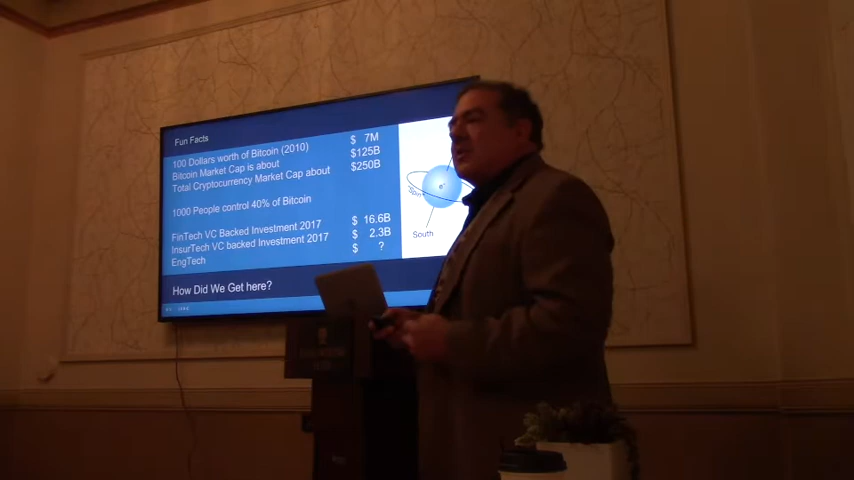 Fun Facts
100 Dollars worth of Bitcoin (2010) $ 7M
Bitcoin Market Cap is about $125B
Total Cryptocurrency Market Cap about $250B
1000 People control 40% of Bitcoin
FinTech VC Backed Investment 2017 $ 16.6B
InsurTech VC backed Investment 2017 $ 2.3B
EngTech $ ?
How Did We Get here?
Spin
e-
South